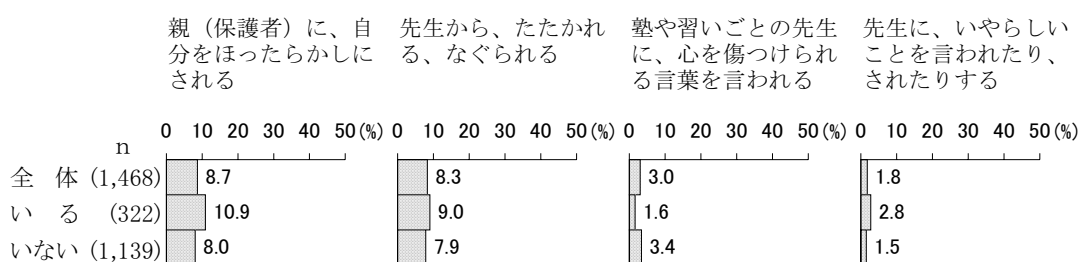 親（保護者）に、自
分をほったらかしに
される
先生から、たたかれ
る、なぐられる
塾や習いごとの先生
に、心を傷つけられ
る言葉を言われる
先生に、いやらしい
ことを言われたり、
されたりする
0 10 20 30 40 50(%) 0 10 20 30 40 50(%) 0 10 20 30 40 50(%) 0 10 20 30 40 50(%)
n
全　体 (1,468) 8.7 8.3 3.0 1.8
い　る (322) 10.9 9.0 1.6 2.8
いない (1,139) 8.0 7.9 3.4 1.5